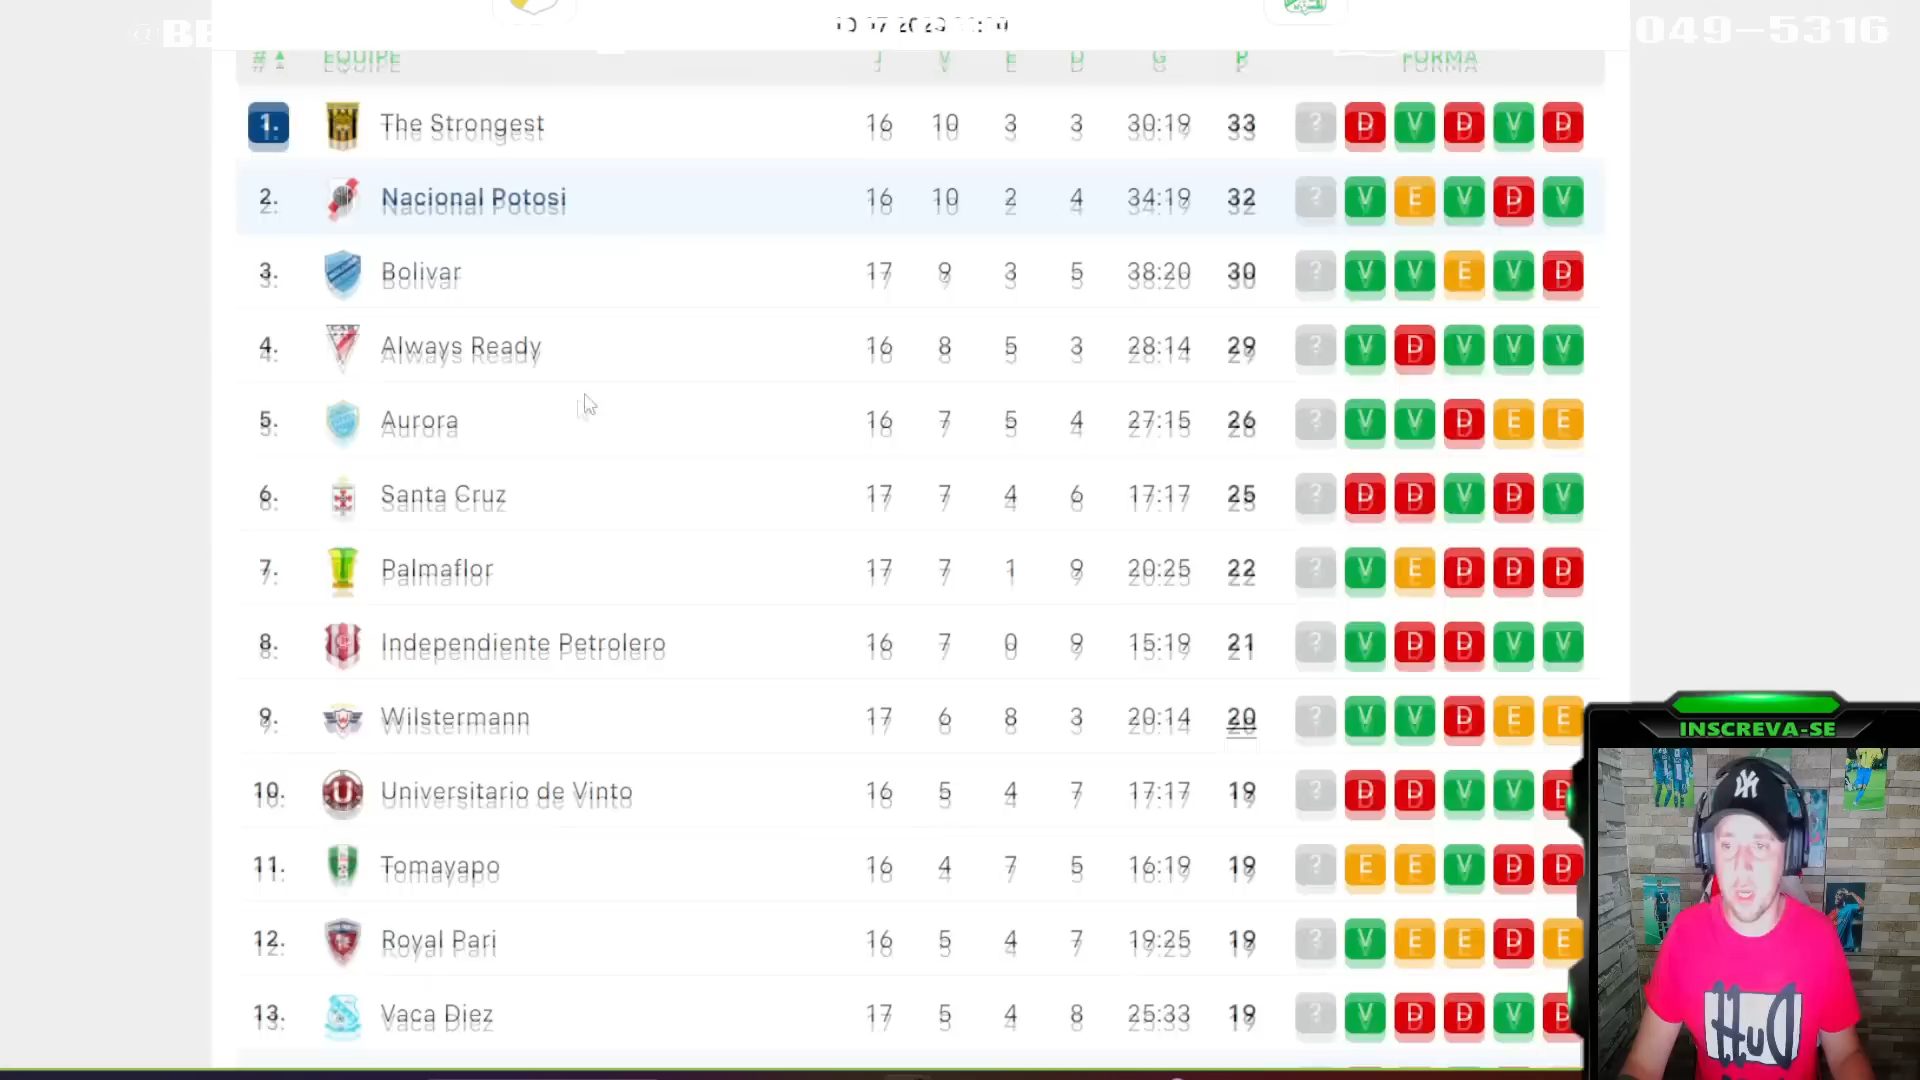 049-5316
# EQUIPE J V E D G P FORMA
1. The Strongest 16 10 3 3 30:19 33 ? D V D V D
2. Nacional Potosi 16 10 2 4 34:19 32 ? V E V D V
3. Bolivar 17 9 3 5 38:20 30 ? V V E V D
4. Always Ready 16 8 5 3 28:14 29 ? V D V V V
5. Aurora 16 7 5 4 27:15 26 ? V V D E E
6. Santa Cruz 17 7 4 6 17:17 25 ? D D V D V
7. Palmaflor 17 7 1 9 20:25 22 ? V E D D D
8. Independiente Petrolero 16 7 0 9 15:19 21 ? V D D V V
9. Wilstermann 17 6 8 3 20:14 20 ? V V D E E
INSCREVA-SE
10. Universitario de Vinto 16 5 4 7 17:17 19 ? D D V V D
11. Tomayapo 16 4 7 5 16:19 19 ? E E V D D
12. Royal Pari 16 5 4 7 19:25 19 ? V E E D E
13. Vaca Diez 17 5 4 8 25:33 19 ? V D D V D